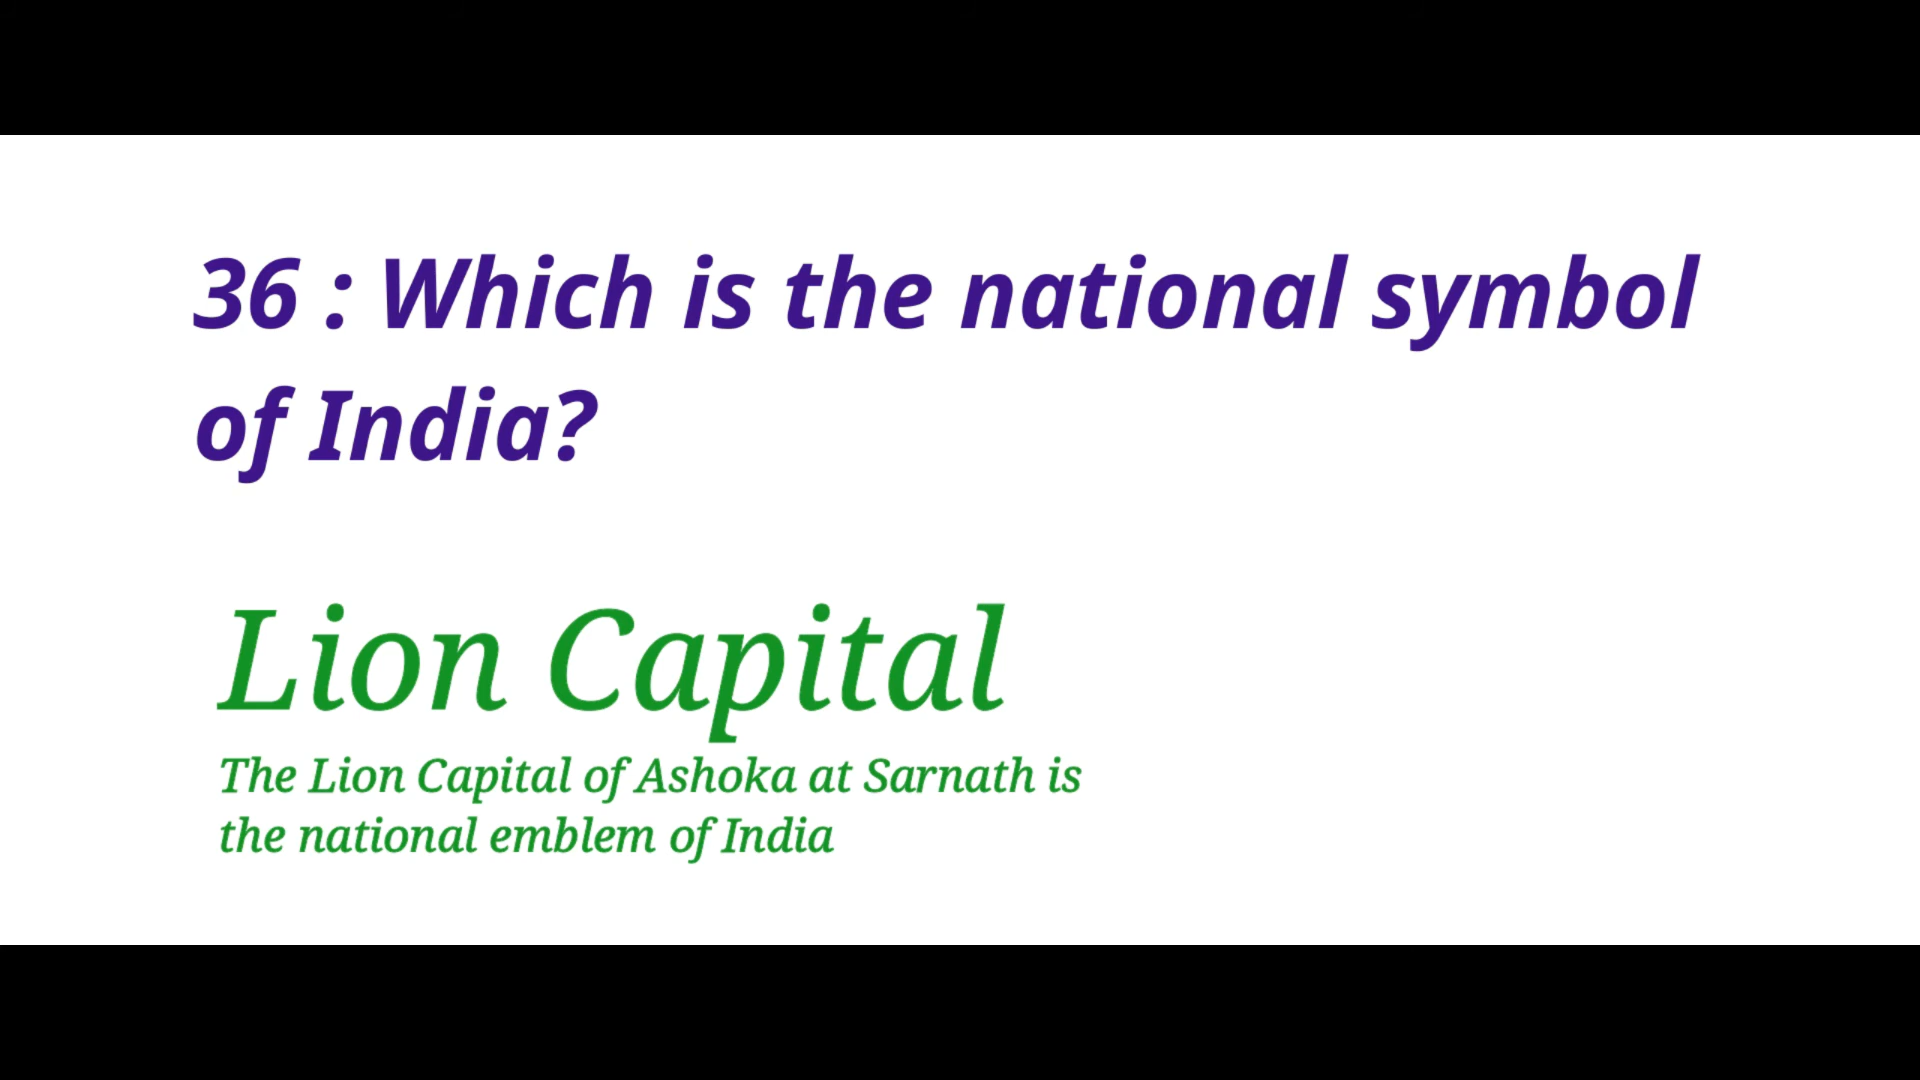 36 : Which is the national symbol
of India?
Lion Capital
The Lion Capital of Ashoka at Sarnath is
the national emblem of India